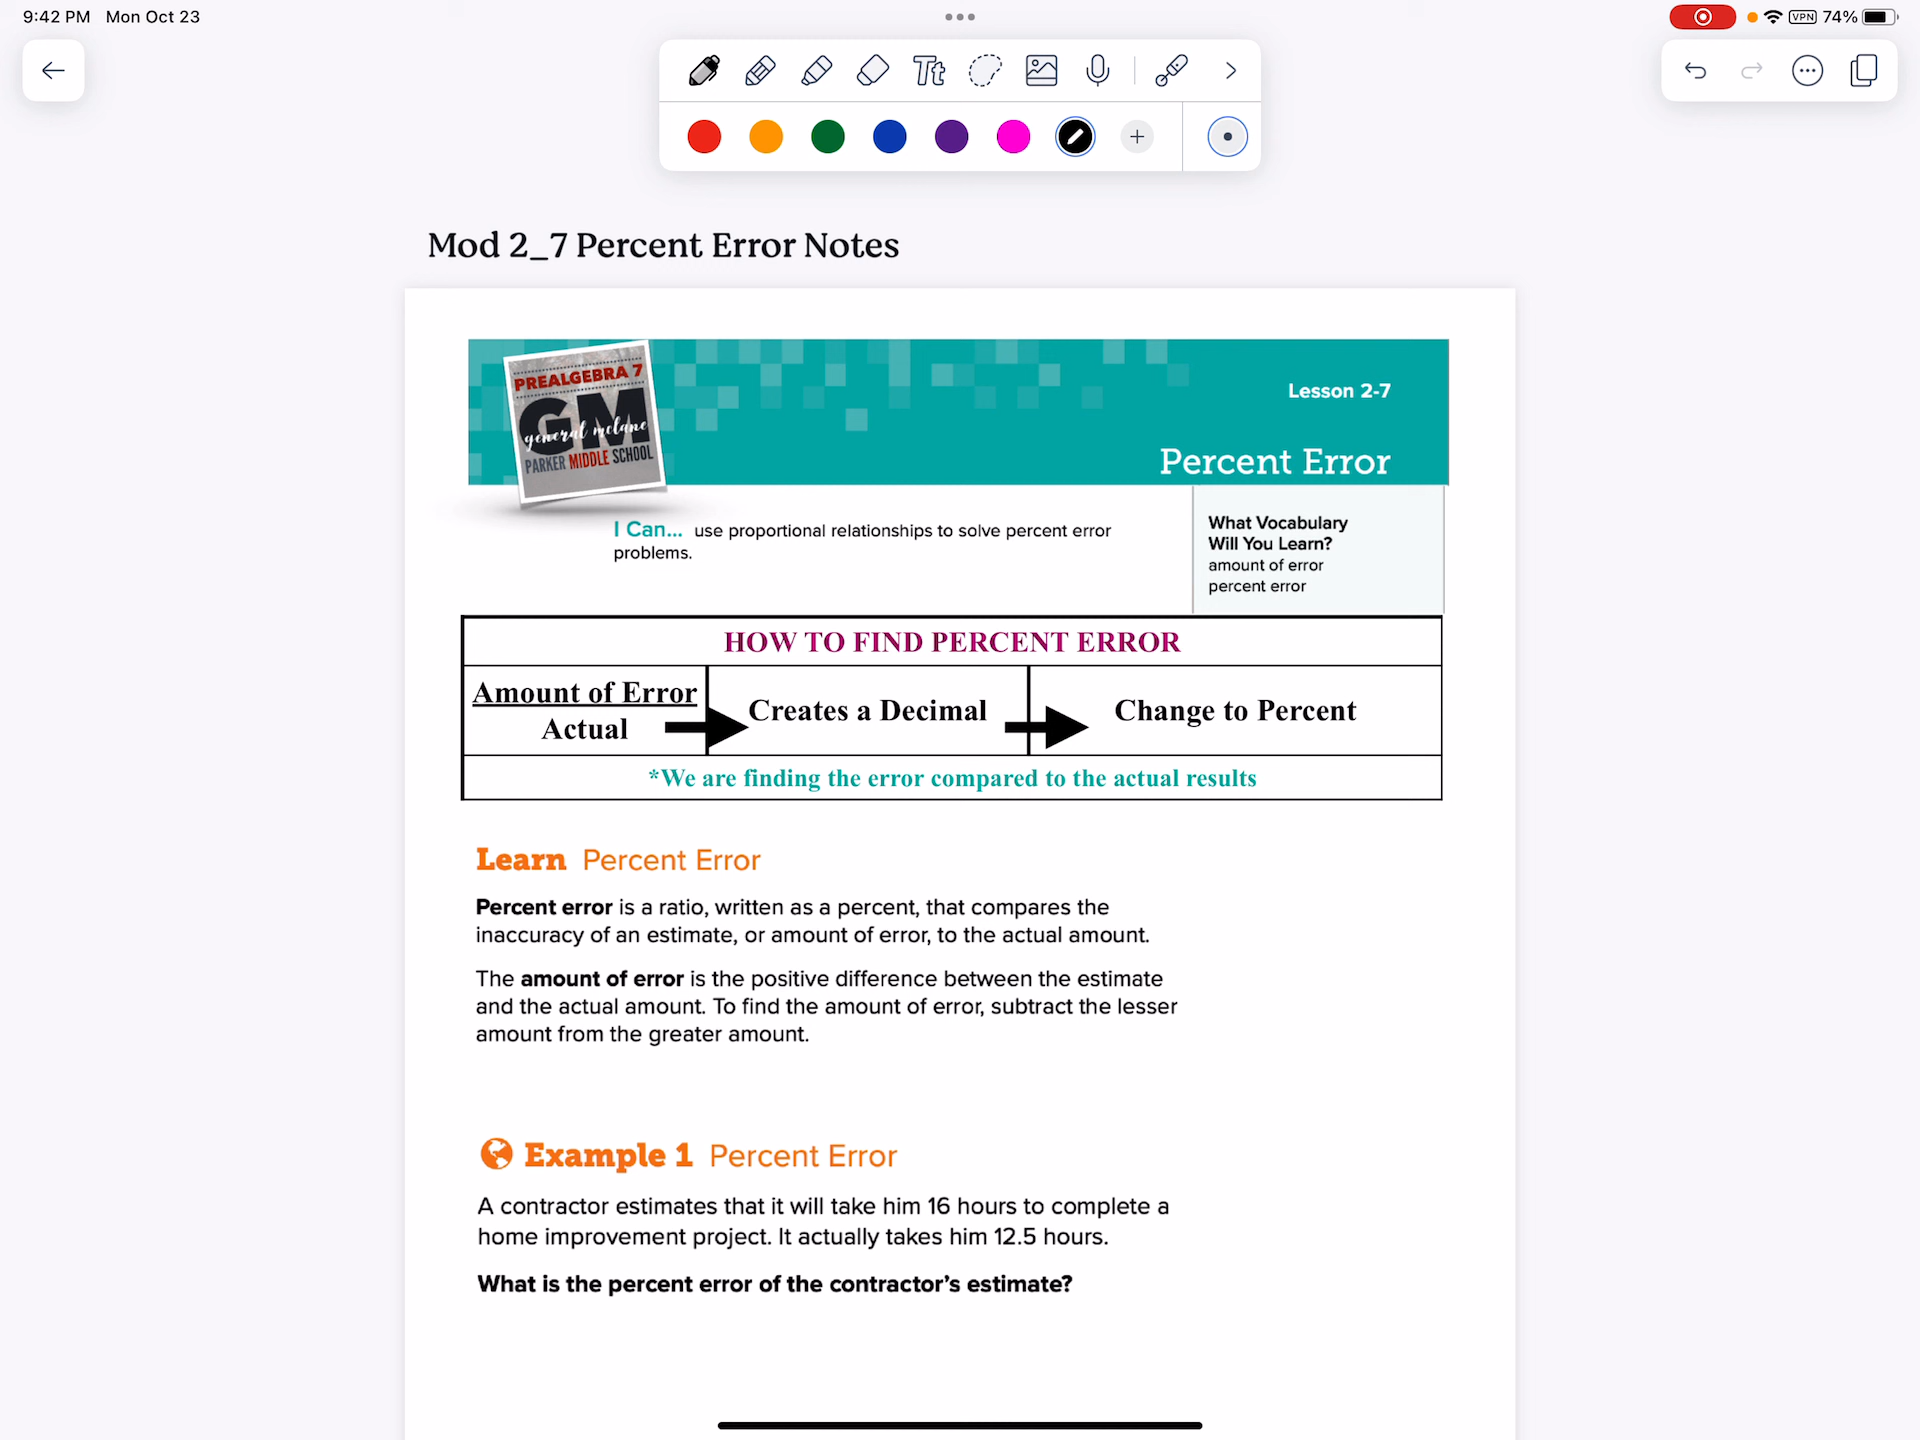 9:42 PM Mon Oct 23
VPN 74%
Tt
Mod 2_7 Percent Error Notes
PREALGEBRA 7
GM
general mclane
PARKER MIDDLE SCHOOL
Lesson 2-7
Percent Error
I Can... use proportional relationships to solve percent error
problems.
What Vocabulary
Will You Learn?
amount of error
percent error
HOW TO FIND PERCENT ERROR
Amount of Error
Actual
Creates a Decimal
Change to Percent
*We are finding the error compared to the actual results
Learn Percent Error
Percent error is a ratio, written as a percent, that compares the
inaccuracy of an estimate, or amount of error, to the actual amount.
The amount of error is the positive difference between the estimate
and the actual amount. To find the amount of error, subtract the lesser
amount from the greater amount.
Example 1 Percent Error
A contractor estimates that it will take him 16 hours to complete a
home improvement project. It actually takes him 12.5 hours.
What is the percent error of the contractor's estimate?